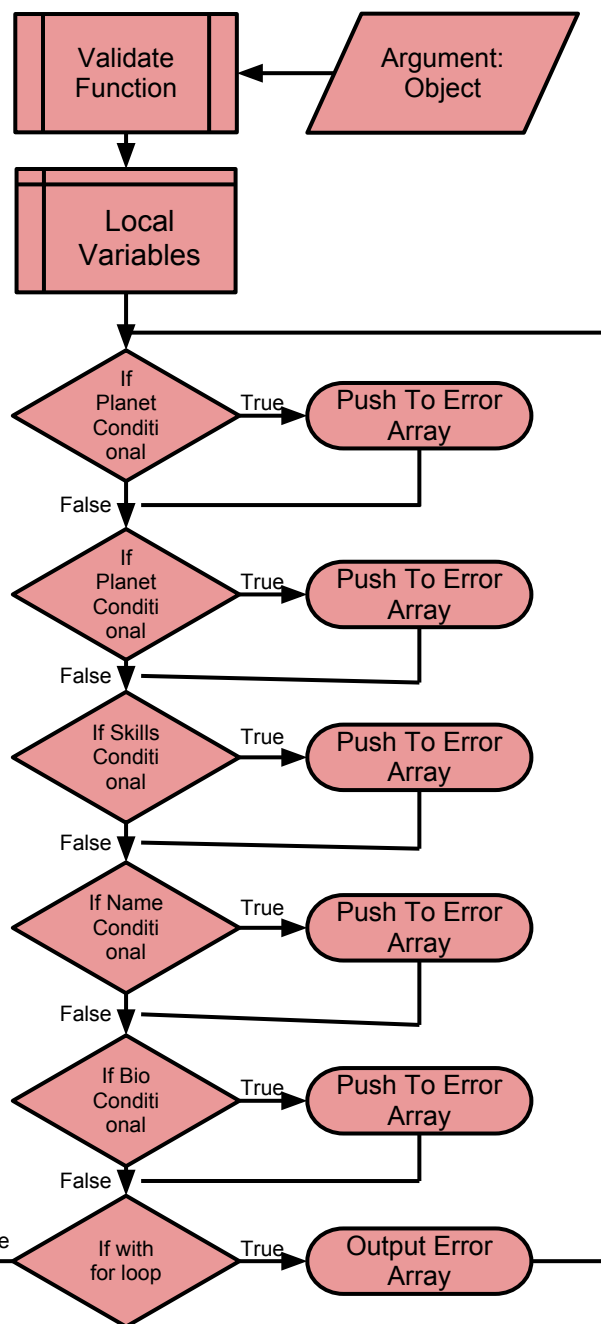 Validate
Function
Argument:
Object
Local
Variables
If
Planet
Conditi
onal
True
Push To Error
Array
False
If
Planet
Conditi
onal
True
Push To Error
Array
False
If Skills
Conditi
onal
True
Push To Error
Array
False
If Name
Conditi
onal
True
Push To Error
Array
False
If Bio
Conditi
onal
True
Push To Error
Array
False
If with
for loop
True
Output Error
Array